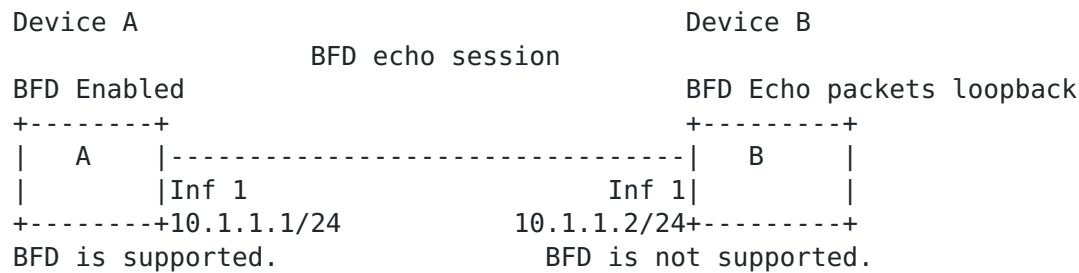 Device A Device B
BFD echo session
BFD Enabled BFD Echo packets loopback
+--------+ +---------+
| A |---------------------------------| B |
| |Inf 1 Inf 1| |
+--------+10.1.1.1/24 10.1.1.2/24+---------+
BFD is supported. BFD is not supported.